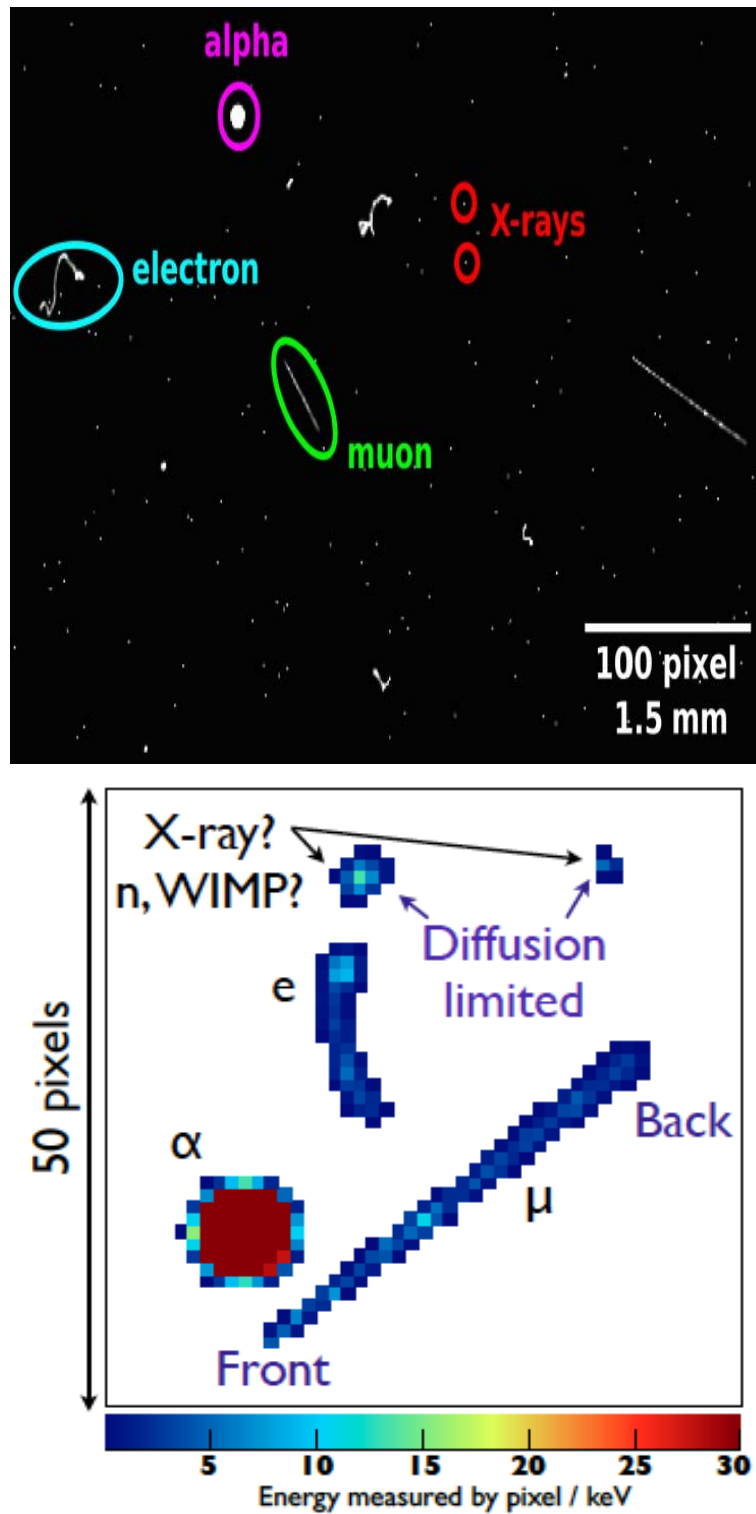 alpha
X-rays
electron
muon
100 pixel
1.5 mm
X-ray?
n, WIMP?
Diffusion
limited
e
50 pixels
Back
α
μ
Front
5 10 15 20 25 30
Energy measured by pixel / keV